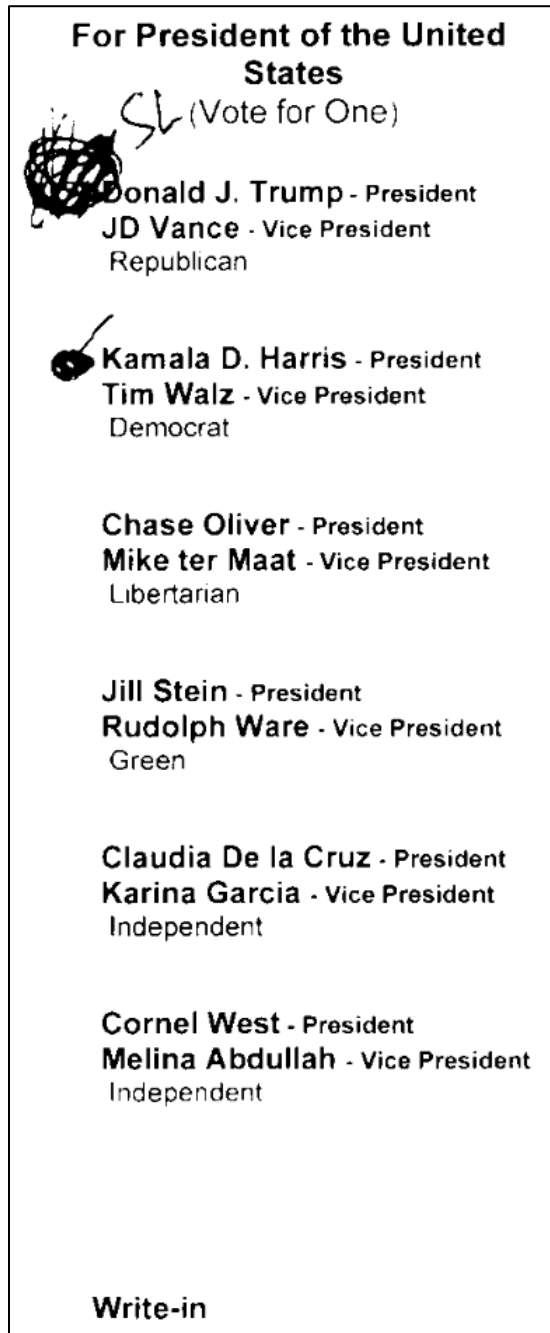 For President of the United
States
SL (Vote for One)
Donald J. Trump - President
JD Vance - Vice President
Republican
Kamala D. Harris - President
Tim Walz - Vice President
Democrat
Chase Oliver - President
Mike ter Maat - Vice President
Libertarian
Jill Stein - President
Rudolph Ware - Vice President
Green
Claudia De la Cruz - President
Karina Garcia - Vice President
Independent
Cornel West - President
Melina Abdullah - Vice President
Independent
Write-in